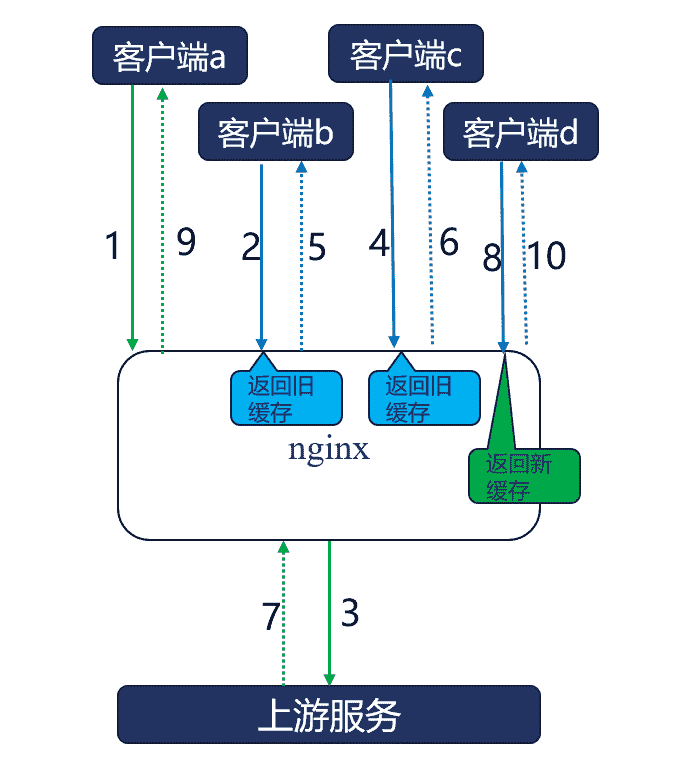 客户端a
客户端c
客户端b
客户端d
1
9
2
5
4
6
8
10
返回旧
缓存
返回旧
缓存
nginx
返回新
缓存
7
3
上游服务